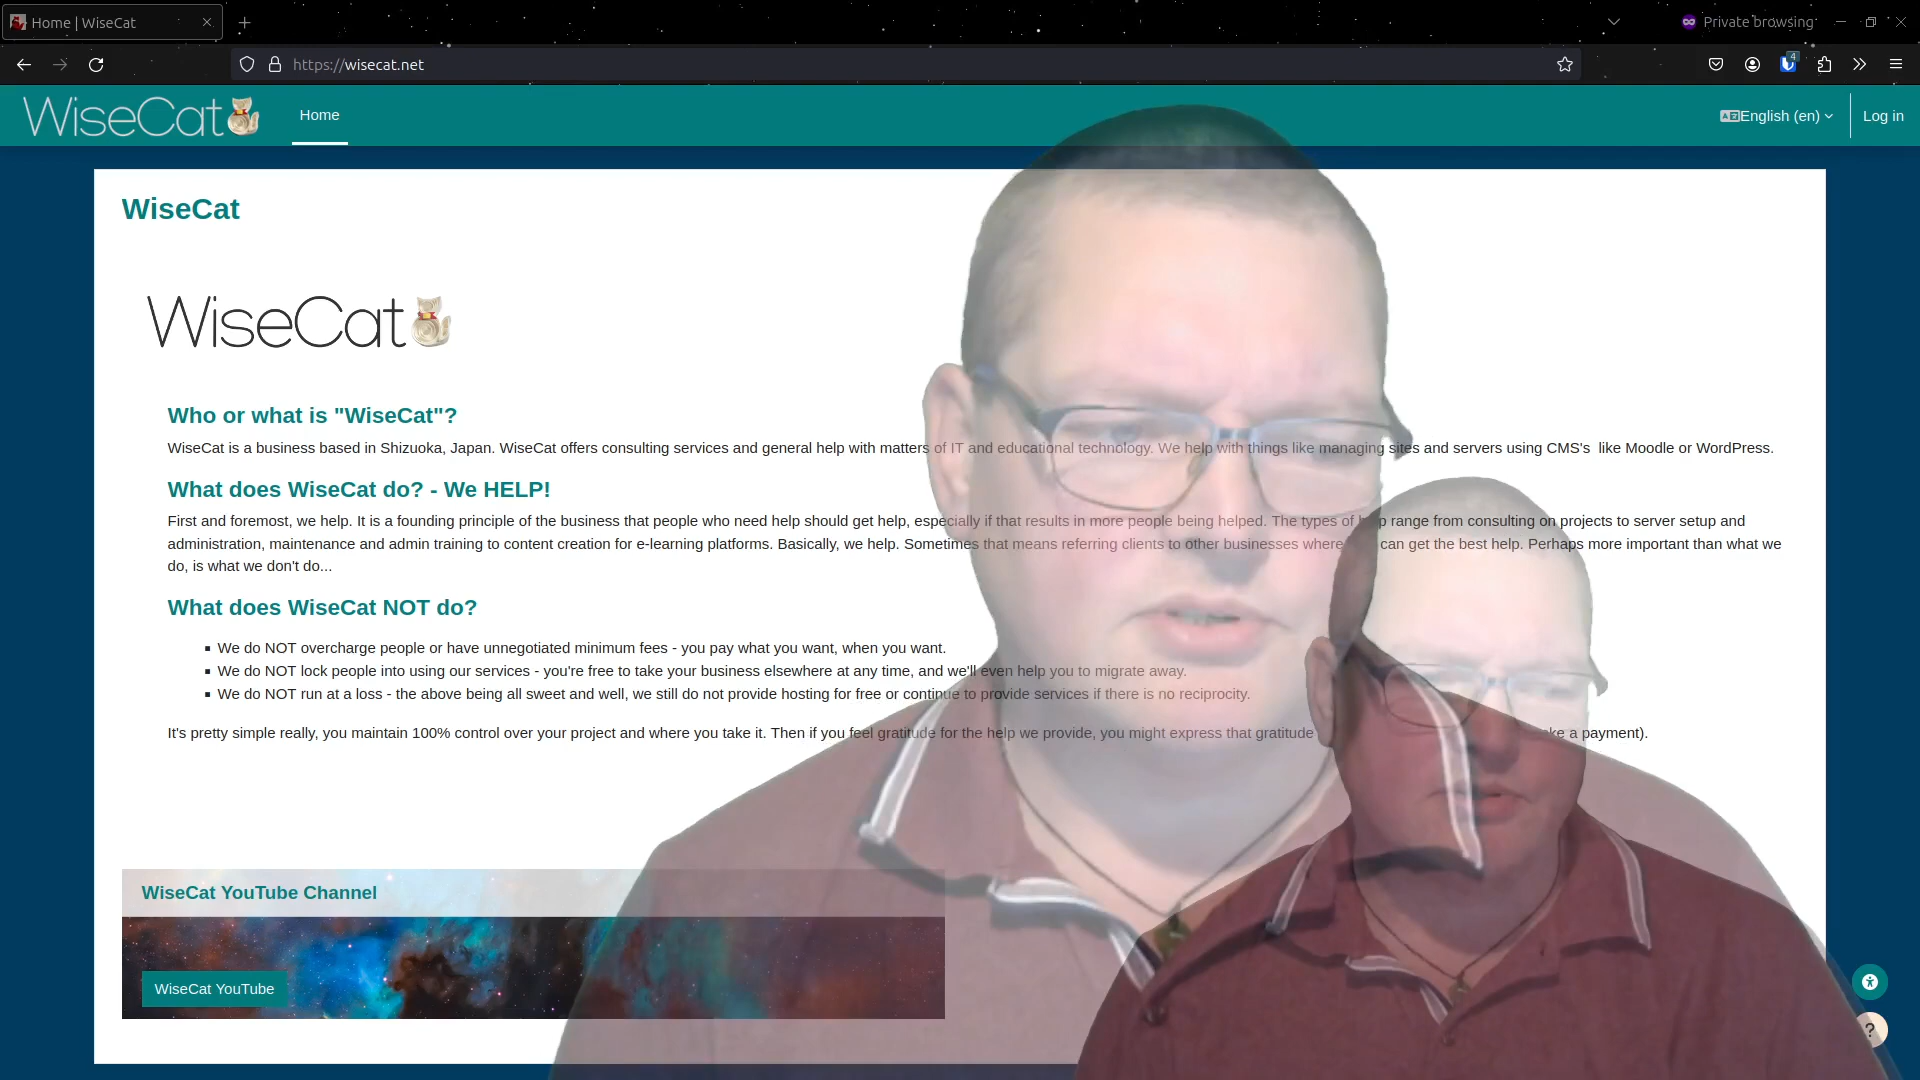 Home | WiseCat
Private browsing
https://wisecat.net
4
WiseCat
Home
English (en)
Log in
WiseCat
WiseCat
Who or what is "WiseCat"?
WiseCat is a business based in Shizuoka, Japan. WiseCat offers consulting services and general help with matters of IT and educational technology. We help with things like managing sites and servers using CMS's like Moodle or WordPress.
What does WiseCat do? - We HELP!
First and foremost, we help. It is a founding principle of the business that people who need help should get help, especially if that results in more people being helped. The types of help range from consulting on projects to server setup and
administration, maintenance and admin training to content creation for e-learning platforms. Basically, we help. Sometimes that means referring clients to other businesses where can get the best help. Perhaps more important than what we
do, is what we don't do...
What does WiseCat NOT do?
We do NOT overcharge people or have unnegotiated minimum fees - you pay what you want, when you want.
We do NOT lock people into using our services - you're free to take your business elsewhere at any time, and we'll even help you to migrate away.
We do NOT run at a loss - the above being all sweet and well, we still do not provide hosting for free or continue to provide services if there is no reciprocity.
It's pretty simple really, you maintain 100% control over your project and where you take it. Then if you feel gratitude for the help we provide, you might express that gratitude a payment).
WiseCat YouTube Channel
WiseCat YouTube
?